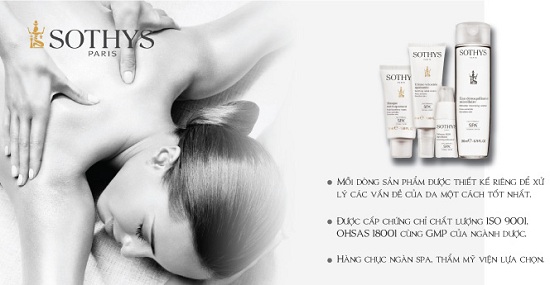 SOTHYS
PARIS
SOTHYS
SOTHYS
SOTHYS
SPA
SPA
• MỖI DÒNG SẢN PHẨM ĐƯỢC THIẾT KẾ RIÊNG ĐỂ XỬ
LÝ CÁC VẤN ĐỀ CỦA DA MỘT CÁCH TỐT NHẤT.
• ĐƯỢC CẤP CHỨNG CHỈ CHẤT LƯỢNG ISO 9001,
OHSAS 18001 CÙNG GMP CỦA NGÀNH DƯỢC.
• HÀNG CHỤC NGÀN SPA, THẨM MỸ VIỆN LỰA CHỌN.